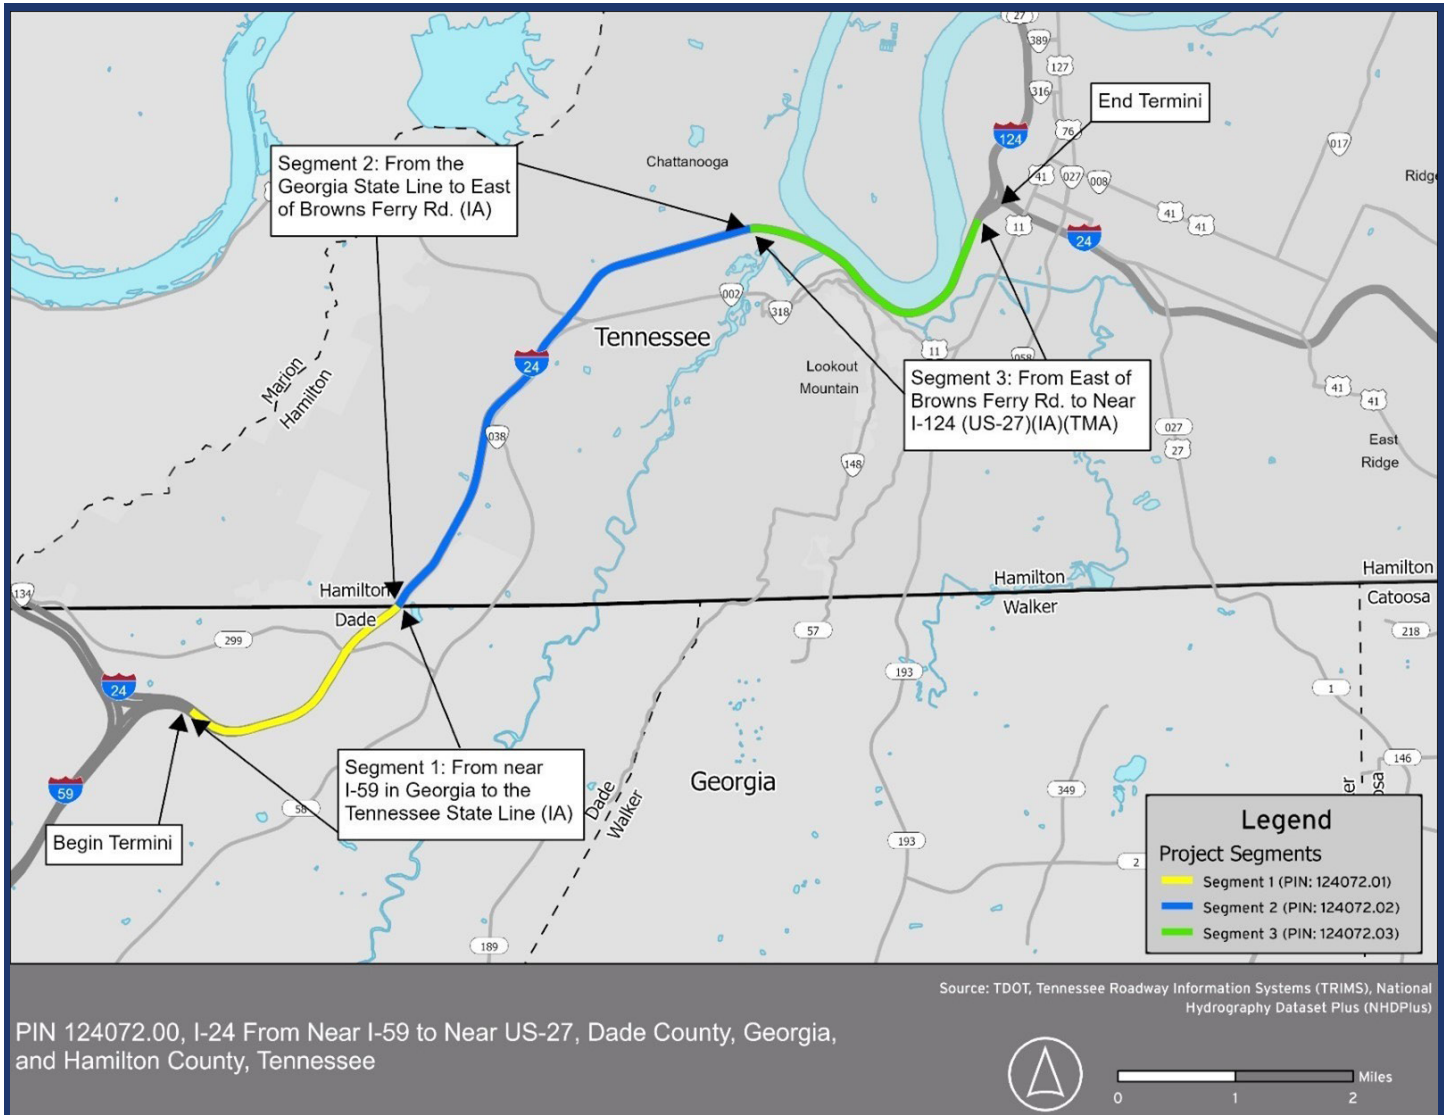 27
389
127
316
End Termini
124
76
017
Chattanooga
Segment 2: From the
Georgia State Line to East
of Browns Ferry Rd. (IA)
41
027
008
Ridge
41
41
11
24
002
318
Tennessee
11
058
24
Lookout
Mountain
Segment 3: From East of
Browns Ferry Rd. to Near
I-124 (US-27)(IA)(TMA)
Marion
Hamilton
41
41
038
027
27
East
Ridge
148
Hamilton
Hamilton
Hamilton
134
Dade
Walker
Catoosa
299
57
218
193
24
1
Segment 1: From near
I-59 in Georgia to the
Tennessee State Line (IA)
Georgia
146
59
58
Dade
Walker
349
Begin Termini
193
2
189
Legend
Project Segments
Segment 1 (PIN: 124072.01)
Segment 2 (PIN: 124072.02)
Segment 3 (PIN: 124072.03)
Source: TDOT, Tennessee Roadway Information Systems (TRIMS), National
Hydrography Dataset Plus (NHDPlus)
PIN 124072.00, I-24 From Near I-59 to Near US-27, Dade County, Georgia,
and Hamilton County, Tennessee
Miles
0 1 2